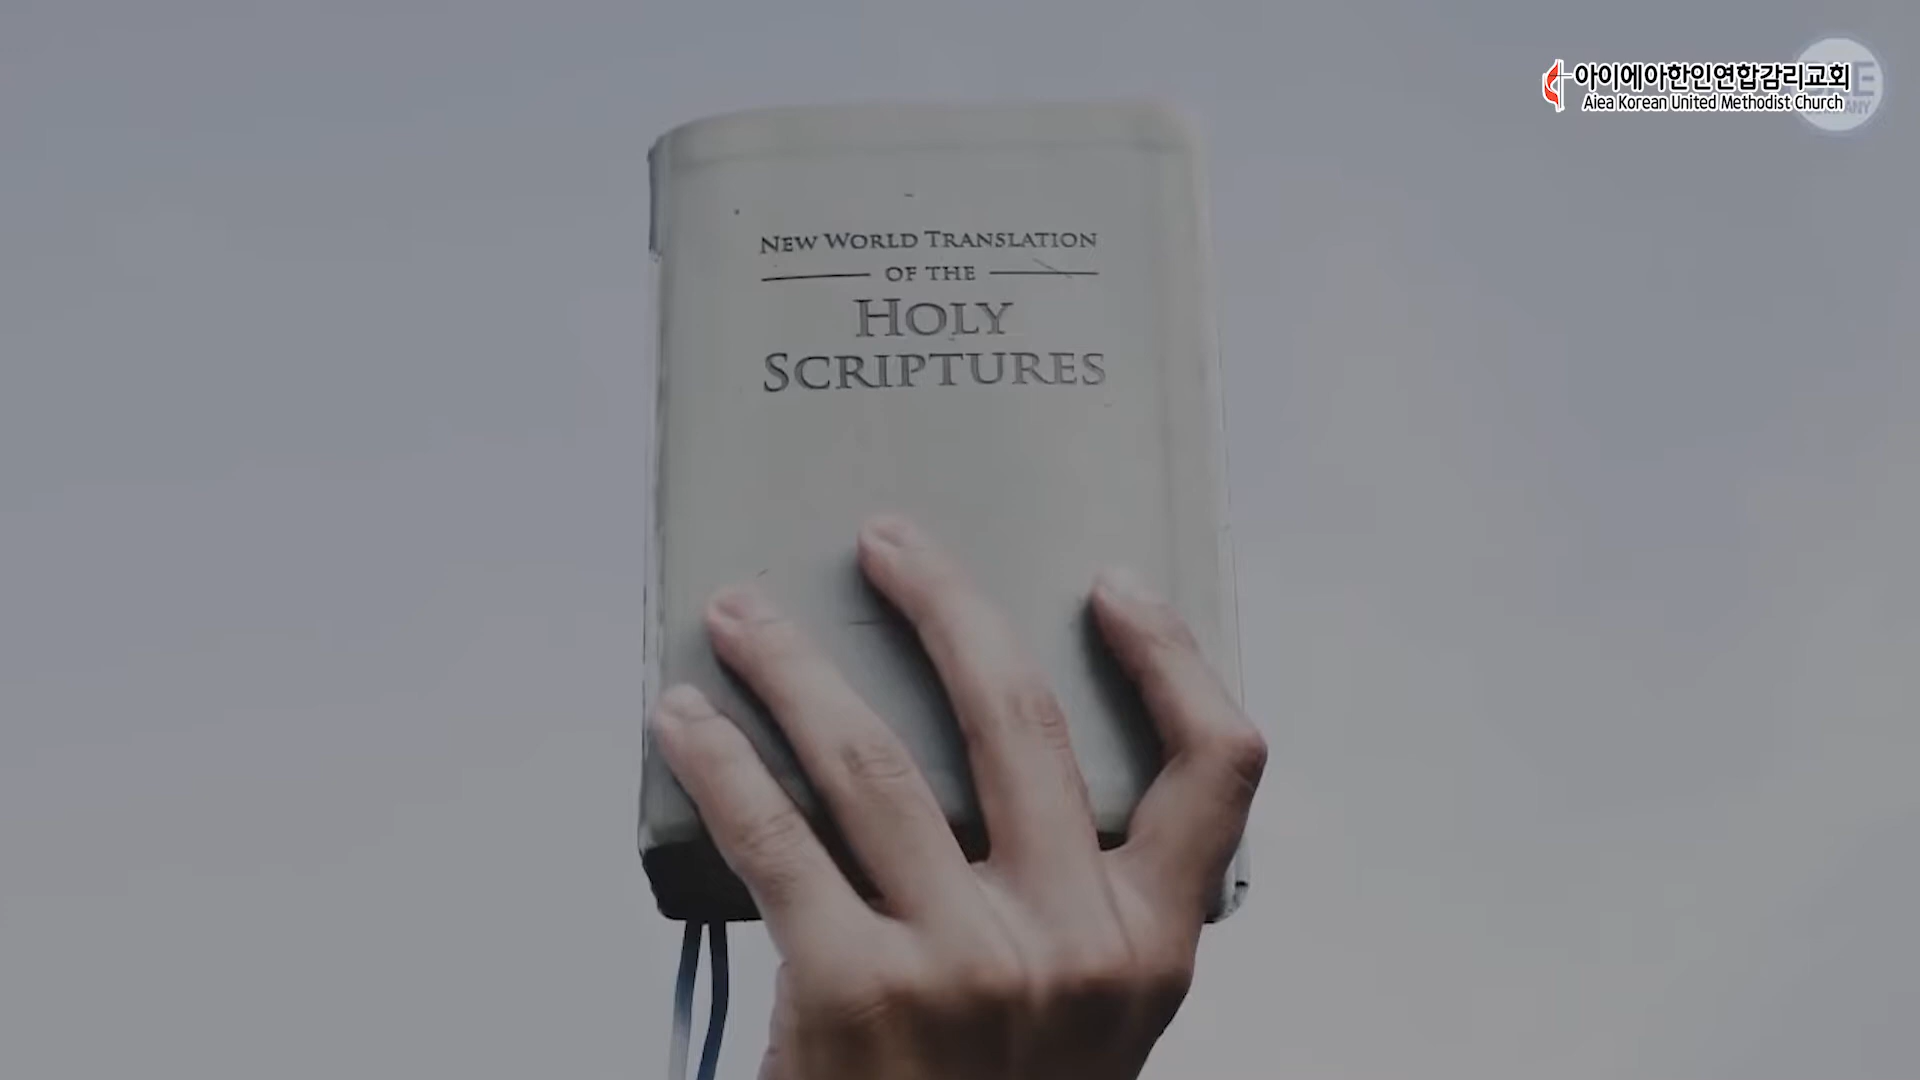 아이에아한인연합감리교회
Aiea Korean United Methodist Church
NEW WORLD TRANSLATION
OF THE
HOLY
SCRIPTURES